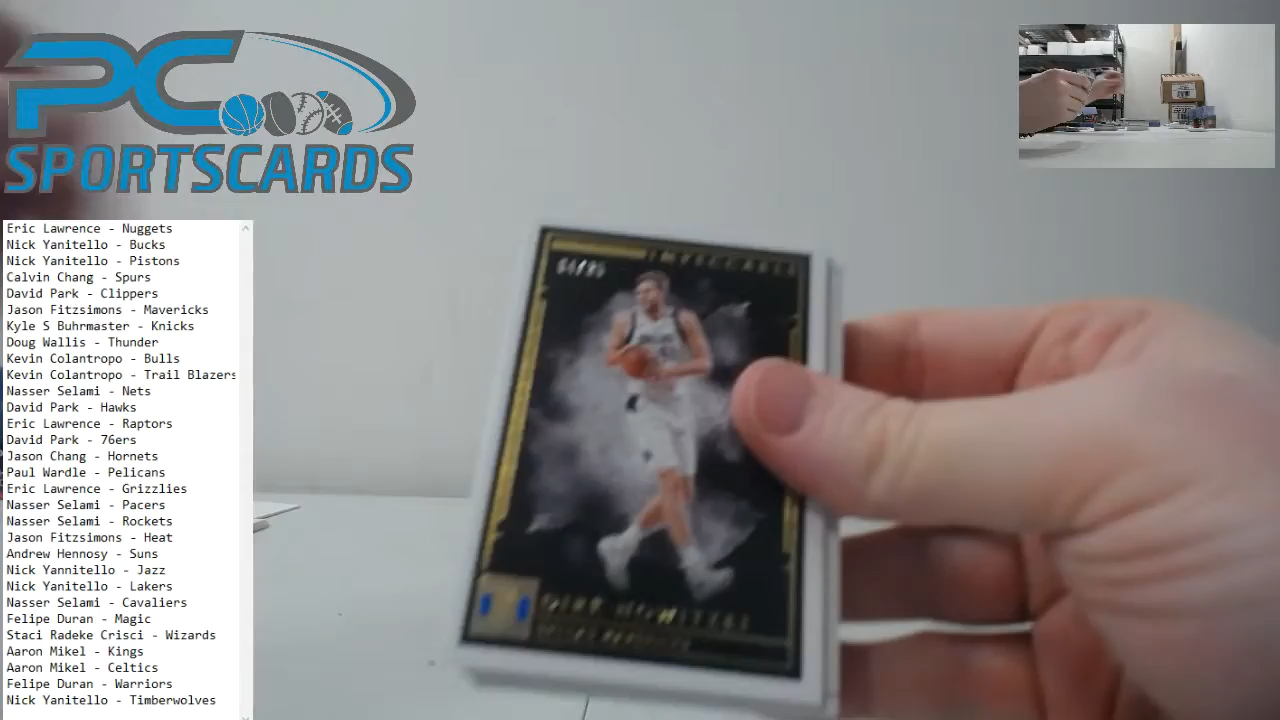 PC
SPORTSCARDS
Eric Lawrence - Nuggets
Nick Yanitello - Bucks
Nick Yanitello - Pistons
Calvin Chang - Spurs
David Park - Clippers
Jason Fitzsimons - Mavericks
Kyle S Buhrmaster - Knicks
Doug Wallis - Thunder
Kevin Colantropo - Bulls
Kevin Colantropo - Trail Blazers
Nasser Selami - Nets
David Park - Hawks
Eric Lawrence - Raptors
David Park - 76ers
Jason Chang - Hornets
Paul Wardle - Pelicans
Eric Lawrence - Grizzlies
Nasser Selami - Pacers
Nasser Selami - Rockets
Jason Fitzsimons - Heat
Andrew Hennosy - Suns
Nick Yannitello - Jazz
Nick Yanitello - Lakers
Nasser Selami - Cavaliers
Felipe Duran - Magic
Staci Radeke Crisci - Wizards
Aaron Mikel - Kings
Aaron Mikel - Celtics
Felipe Duran - Warriors
Nick Yanitello - Timberwolves
IMPECCABLE
DIRK NOWITZKI